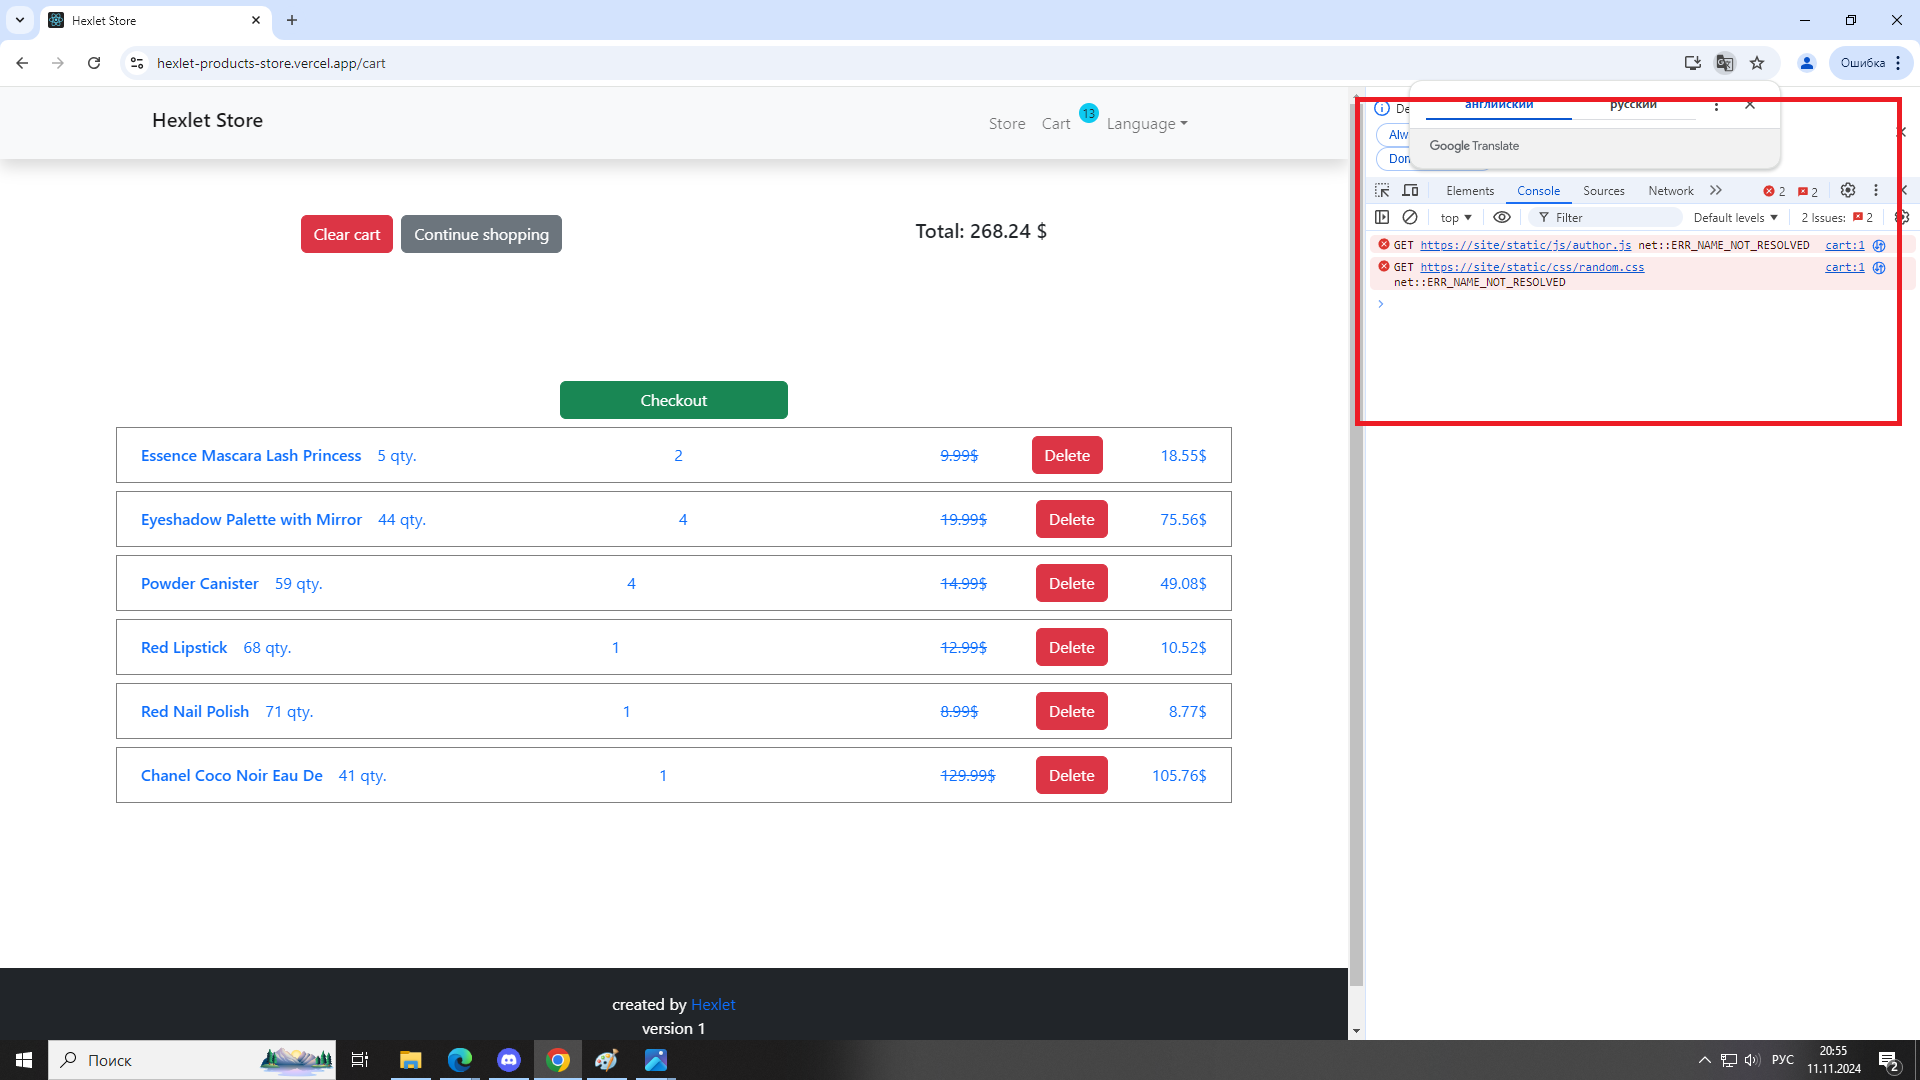 Hexlet Store
hexlet-products-store.vercel.app/cart
Ошибка
Hexlet Store
Store
Cart
13
Language
Clear cart
Continue shopping
Total: 268.24 $
Checkout
Essence Mascara Lash Princess 5 qty. 2 9.99$ Delete 18.55$
Eyeshadow Palette with Mirror 44 qty. 4 19.99$ Delete 75.56$
Powder Canister 59 qty. 4 14.99$ Delete 49.08$
Red Lipstick 68 qty. 1 12.99$ Delete 10.52$
Red Nail Polish 71 qty. 1 8.99$ Delete 8.77$
Chanel Coco Noir Eau De 41 qty. 1 129.99$ Delete 105.76$
created by Hexlet
version 1
английский
русский
Google Translate
Elements Console Sources Network 2 2
top Filter Default levels 2 Issues: 2
GET https://site/static/js/author.js net::ERR_NAME_NOT_RESOLVED cart:1
GET https://site/static/css/random.css cart:1
net::ERR_NAME_NOT_RESOLVED
Поиск
РУС
20:55
11.11.2024
2